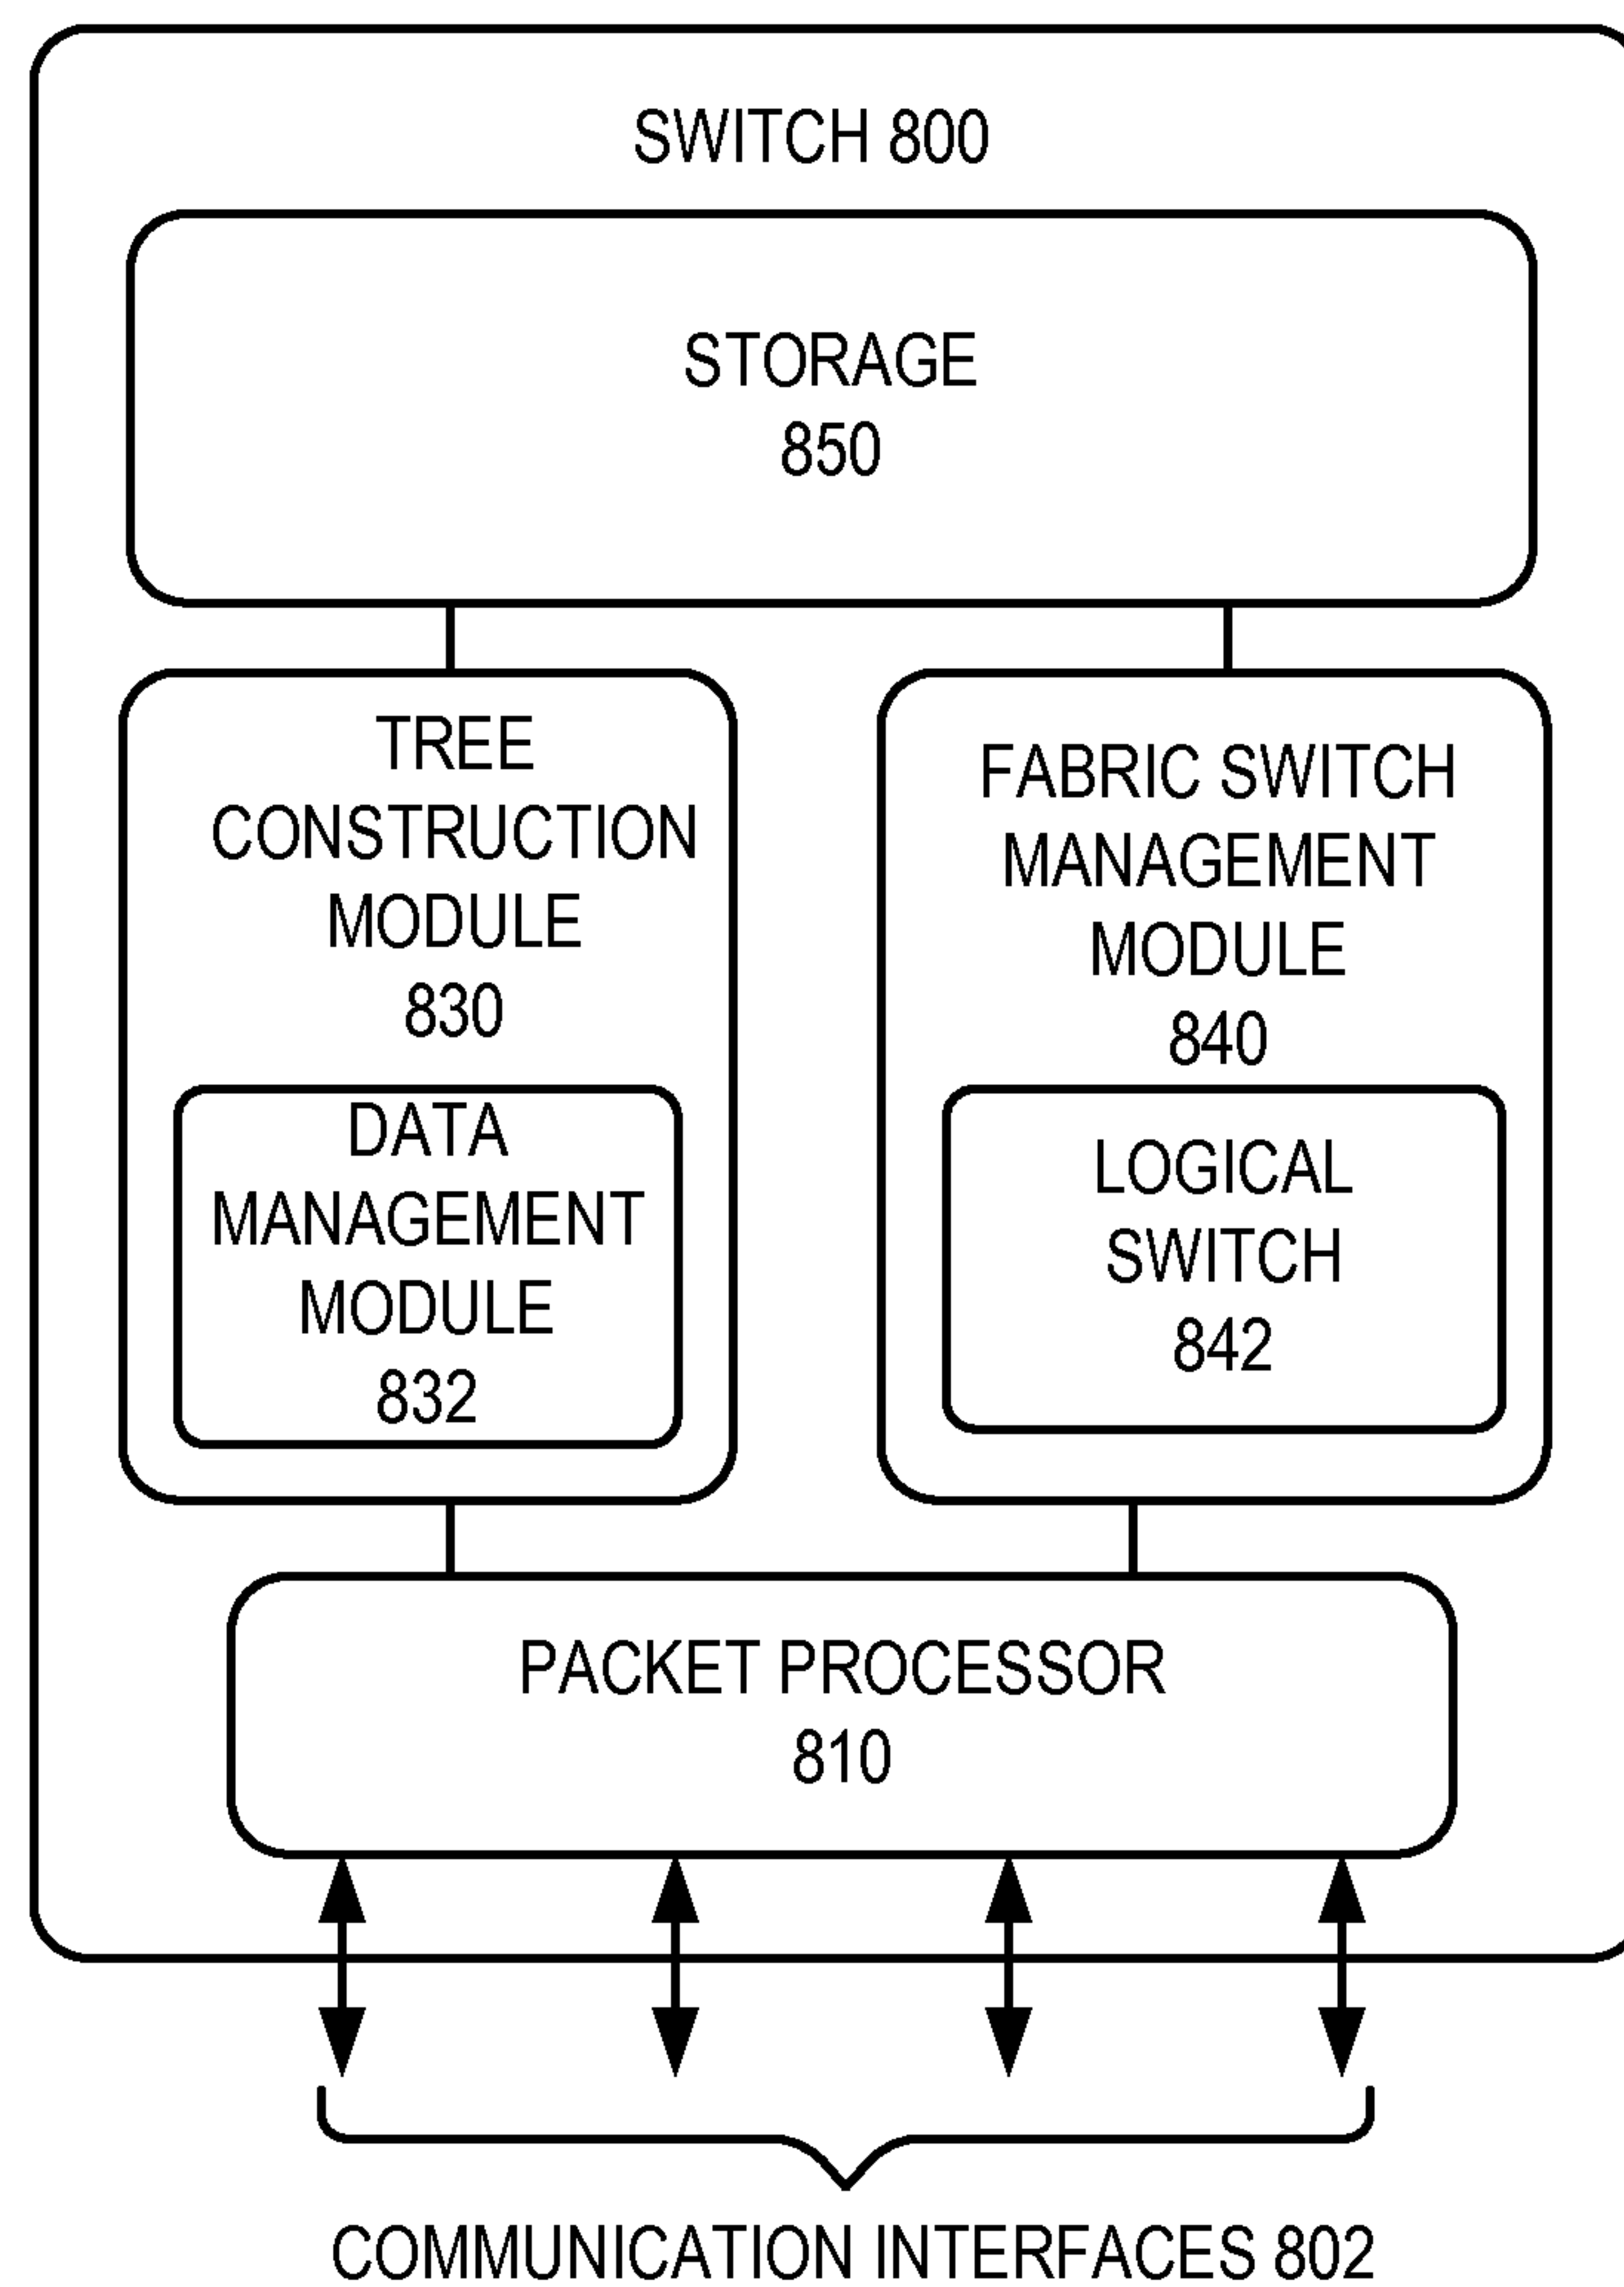 SWITCH 800
STORAGE
850
TREE
CONSTRUCTION
MODULE
830
DATA
MANAGEMENT
MODULE
832
FABRIC SWITCH
MANAGEMENT
MODULE
840
LOGICAL
SWITCH
842
PACKET PROCESSOR
810
COMMUNICATION INTERFACES 802